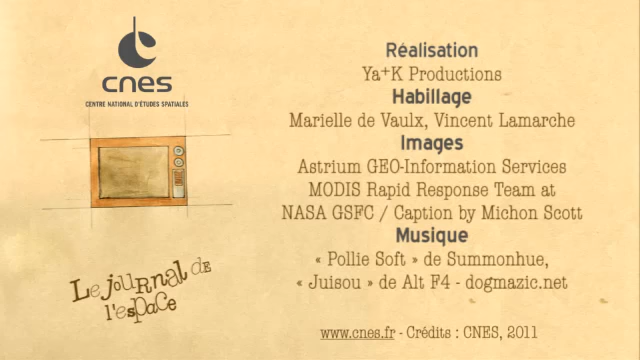 cnes
CENTRE NATIONAL D'ÉTUDES SPATIALES
Le journal de
l'espace
Réalisation
Ya+K Productions
Habillage
Marielle de Vaulx, Vincent Lamarche
Images
Astrium GEO-Information Services
MODIS Rapid Response Team at
NASA GSFC / Caption by Michon Scott
Musique
« Pollie Soft » de Summonhue,
« Juisou » de Alt F4 - dogmazic.net
www.cnes.fr - Crédits : CNES, 2011